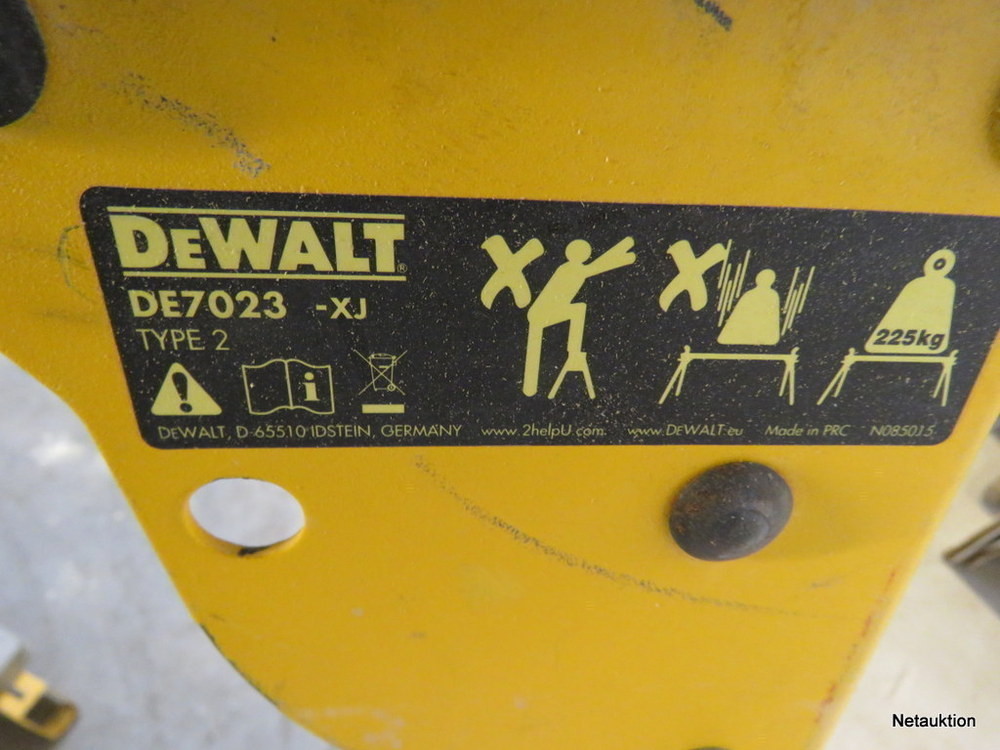 DEWALT®
DE7023 -XJ
TYPE 2
225kg
DEWALT, D-65510 IDSTEIN, GERMANY www.2helpU.com www.DEWALT.eu Made in PRC N085015
Netauktion